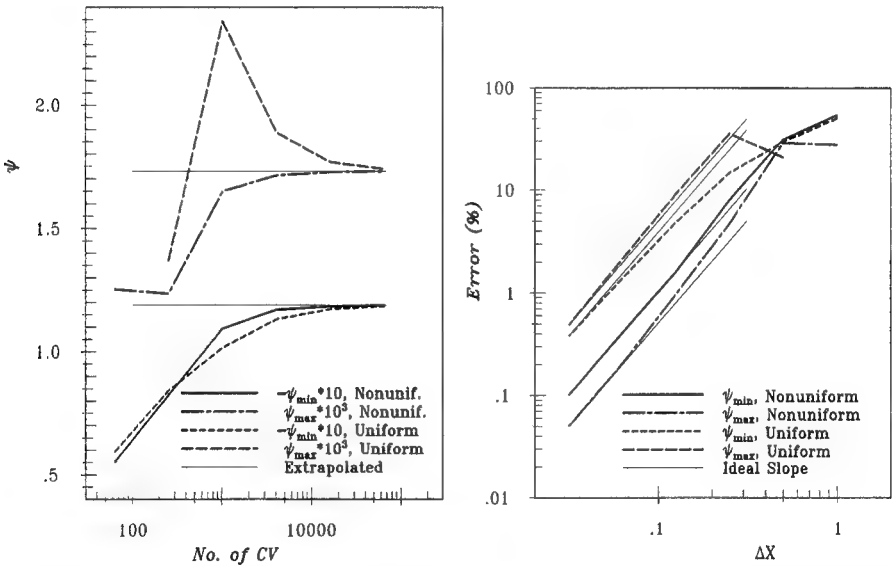 2.0
1.5
1.0
.5
ψ
100
10000
No. of CV
−ψmin*10, Nonunif.
ψmax*10³, Nonunif.
−ψmin*10, Uniform
ψmax*10³, Uniform
Extrapolated
100
10
1
.1
.01
Error (%)
.1
1
ΔX
ψmin, Nonuniform
ψmax, Nonuniform
ψmin, Uniform
ψmax, Uniform
Ideal Slope